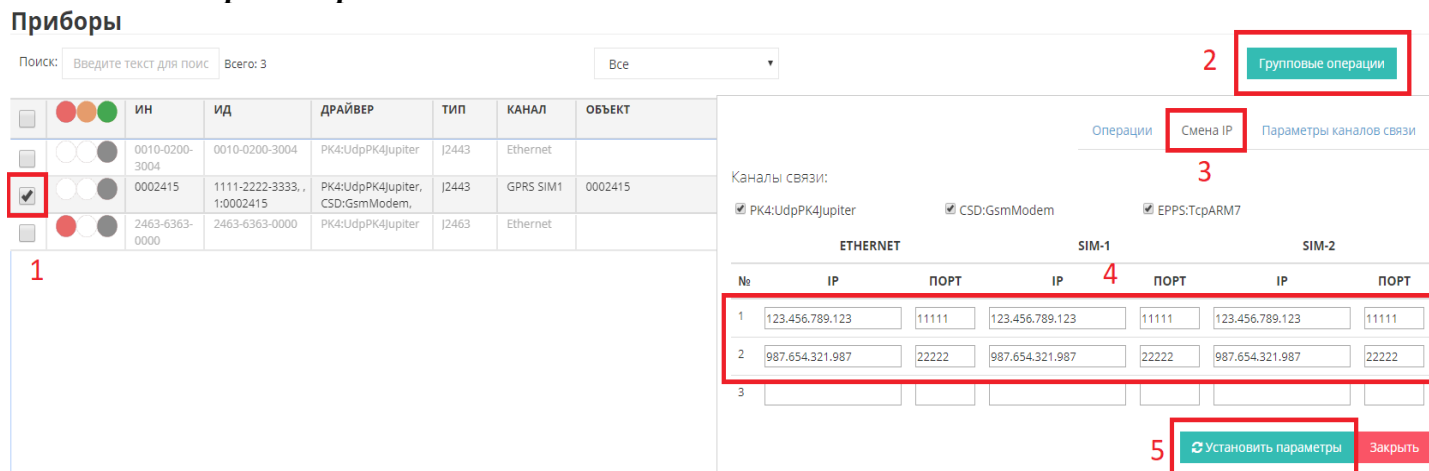 Приборы
Поиск: Введите текст для поис Всего: 3 Все 2 Групповые операции
ИН ИД ДРАЙВЕР ТИП КАНАЛ ОБЪЕКТ
0010-0200-3004 0010-0200-3004 PK4:UdpPK4Jupiter J2443 Ethernet
0002415 1111-2222-3333, , 1:0002415 PK4:UdpPK4Jupiter, CSD:GsmModem, J2443 GPRS SIM1 0002415
2463-6363-0000 2463-6363-0000 PK4:UdpPK4Jupiter J2463 Ethernet
1
Операции Смена IP Параметры каналов связи
3
Каналы связи:
PK4:UdpPK4Jupiter CSD:GsmModem EPPS:TcpARM7
ETHERNET SIM-1 SIM-2
4
№ IP ПОРТ IP ПОРТ IP ПОРТ
1 123.456.789.123 11111 123.456.789.123 11111 123.456.789.123 11111
2 987.654.321.987 22222 987.654.321.987 22222 987.654.321.987 22222
3
5 Установить параметры Закрыть